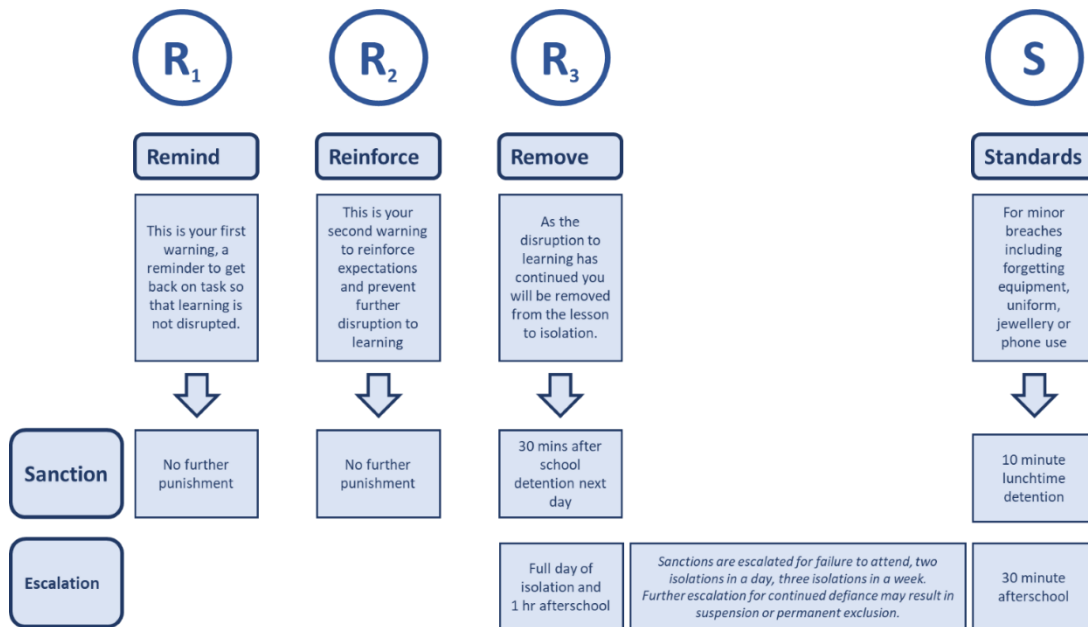 R1
R2
R3
S
Remind
Reinforce
Remove
Standards
This is your first
warning, a
reminder to get
back on task so
that learning is
not disrupted.
This is your
second warning
to reinforce
expectations
and prevent
further
disruption to
learning
As the
disruption to
learning has
continued you
will be removed
from the lesson
to isolation.
For minor
breaches
including
forgetting
equipment,
uniform,
jewellery or
phone use
Sanction
No further
punishment
No further
punishment
30 mins after
school
detention next
day
10 minute
lunchtime
detention
Escalation
Full day of
isolation and
1 hr afterschool
Sanctions are escalated for failure to attend, two
isolations in a day, three isolations in a week.
Further escalation for continued defiance may result in
suspension or permanent exclusion.
30 minute
afterschool